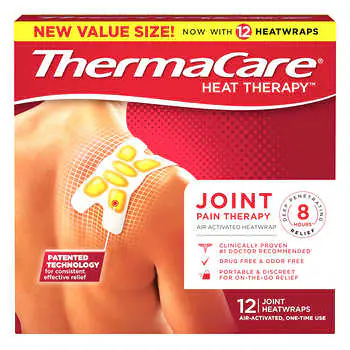 NEW VALUE SIZE! NOW WITH 12 HEATWRAPS
ThermaCare®
HEAT THERAPY™
JOINT
PAIN THERAPY
AIR ACTIVATED HEATWRAP
DEEP PENETRATING
8
HOURS*
RELIEF
CLINICALLY PROVEN
#1 DOCTOR RECOMMENDED*
DRUG FREE & ODOR FREE
PORTABLE & DISCREET
FOR ON-THE-GO RELIEF
PATENTED
TECHNOLOGY
for consistent
effective relief
12 JOINT
HEATWRAPS
AIR-ACTIVATED, ONE-TIME USE